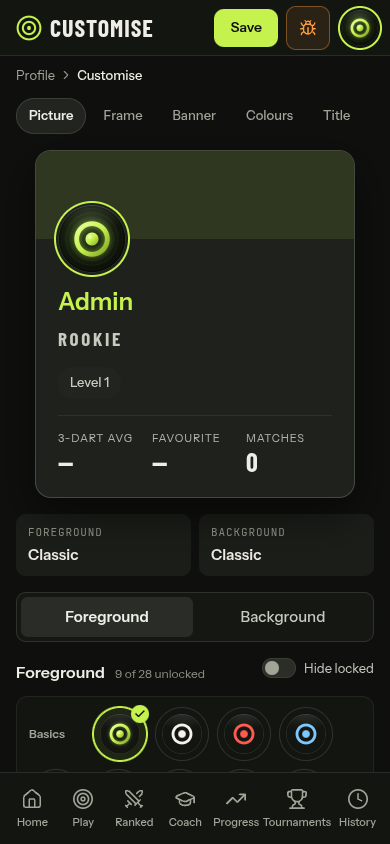 CUSTOMISE
Save
Profile > Customise
Picture Frame Banner Colours Title
Admin
ROOKIE
Level 1
3-DART AVG FAVOURITE MATCHES
– – 0
FOREGROUND BACKGROUND
Classic Classic
Foreground Background
Foreground 9 of 28 unlocked Hide locked
Basics
Home Play Ranked Coach Progress Tournaments History